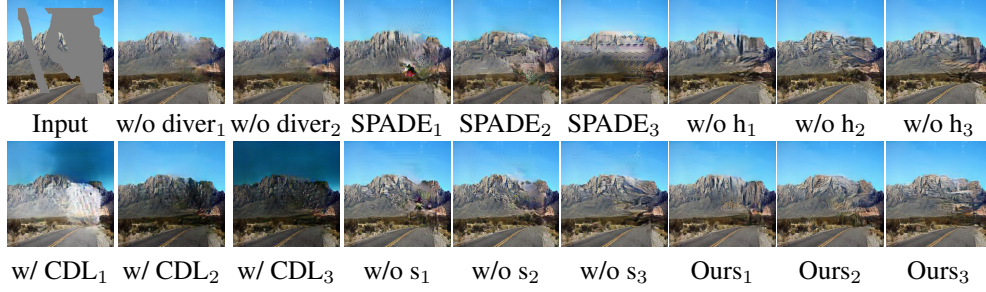 Input w/o diver₁ w/o diver₂ SPADE₁ SPADE₂ SPADE₃ w/o h₁ w/o h₂ w/o h₃
w/ CDL₁ w/ CDL₂ w/ CDL₃ w/o s₁ w/o s₂ w/o s₃ Ours₁ Ours₂ Ours₃